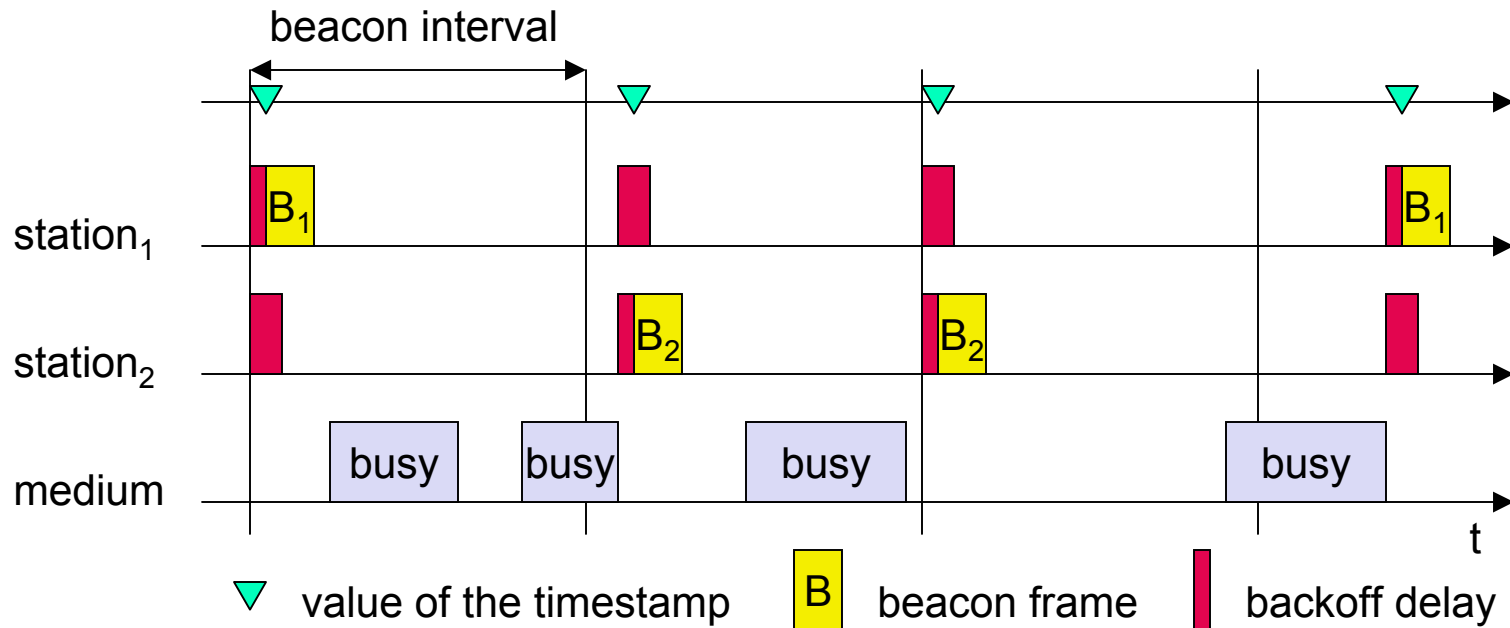 beacon interval
station₁ B₁ B₁
station₂ B₂ B₂
medium busy busy busy busy
t
value of the timestamp B beacon frame backoff delay